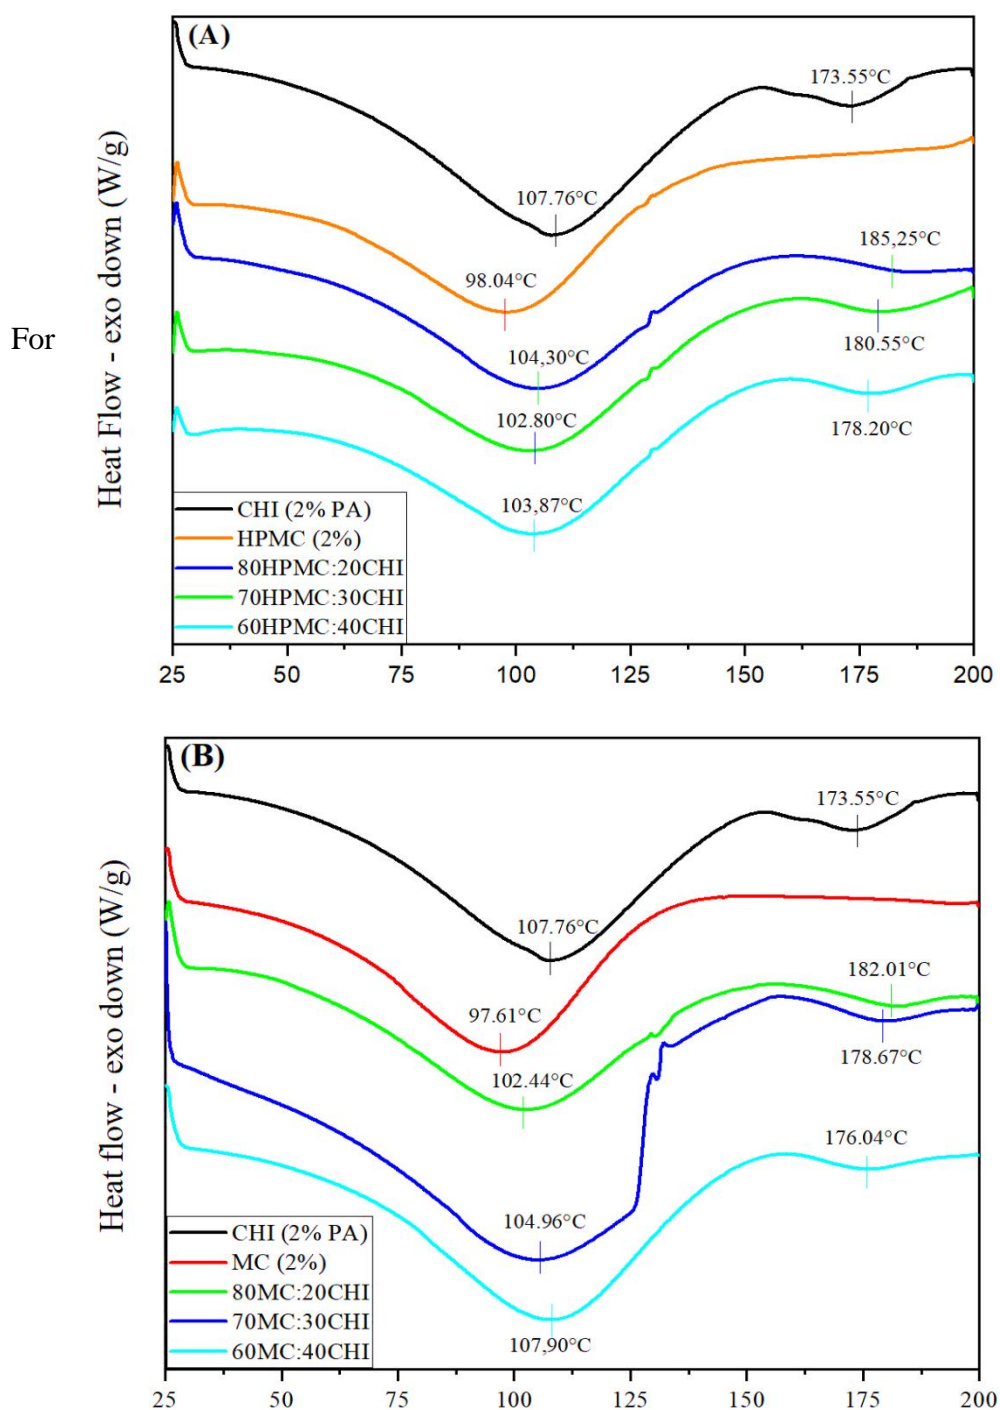 For
(A)
Heat Flow - exo down (W/g)
173.55°C
107.76°C
98.04°C
185,25°C
104,30°C
180.55°C
102.80°C
178.20°C
103,87°C
CHI (2% PA)
HPMC (2%)
80HPMC:20CHI
70HPMC:30CHI
60HPMC:40CHI
25 50 75 100 125 150 175 200
(B)
Heat flow - exo down (W/g)
173.55°C
107.76°C
182.01°C
97.61°C
178.67°C
102.44°C
176.04°C
104.96°C
107,90°C
CHI (2% PA)
MC (2%)
80MC:20CHI
70MC:30CHI
60MC:40CHI
25 50 75 100 125 150 175 200